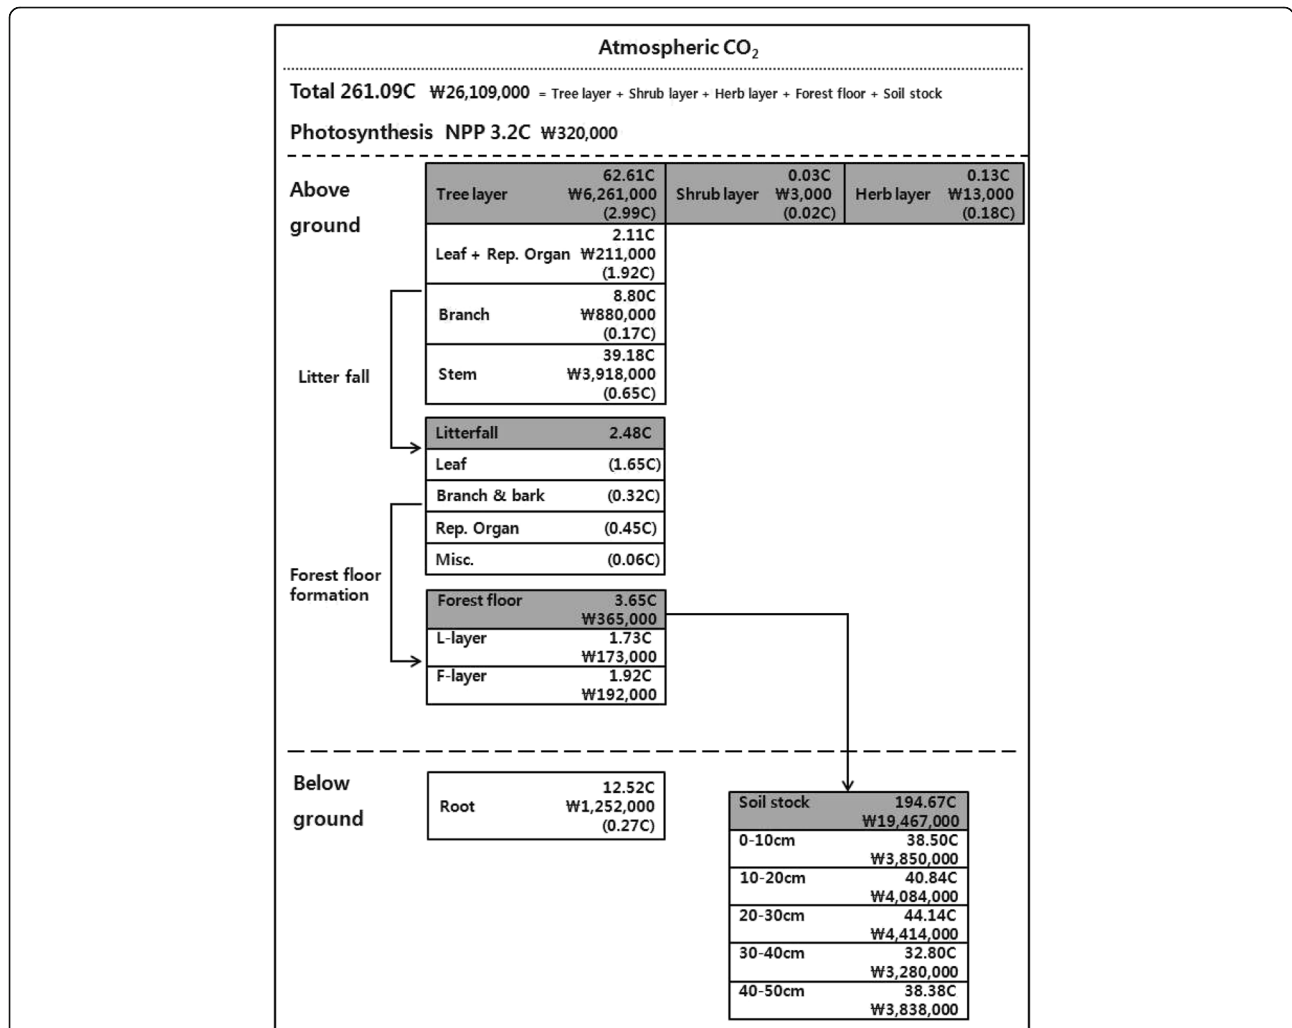 Atmospheric CO₂
Total 261.09C ₩26,109,000 = Tree layer + Shrub layer + Herb layer + Forest floor + Soil stock
Photosynthesis NPP 3.2C ₩320,000
Above
ground
Tree layer
62.61C
₩6,261,000
(2.99C)
Shrub layer
0.03C
₩3,000
(0.02C)
Herb layer
0.13C
₩13,000
(0.18C)
Leaf + Rep. Organ
2.11C
₩211,000
(1.92C)
Branch
8.80C
₩880,000
(0.17C)
Stem
39.18C
₩3,918,000
(0.65C)
Litter fall
Litterfall 2.48C
Leaf (1.65C)
Branch & bark (0.32C)
Rep. Organ (0.45C)
Misc. (0.06C)
Forest floor
formation
Forest floor 3.65C
₩365,000
L-layer 1.73C
₩173,000
F-layer 1.92C
₩192,000
Below
ground
Root
12.52C
₩1,252,000
(0.27C)
Soil stock 194.67C
₩19,467,000
0-10cm 38.50C
₩3,850,000
10-20cm 40.84C
₩4,084,000
20-30cm 44.14C
₩4,414,000
30-40cm 32.80C
₩3,280,000
40-50cm 38.38C
₩3,838,000